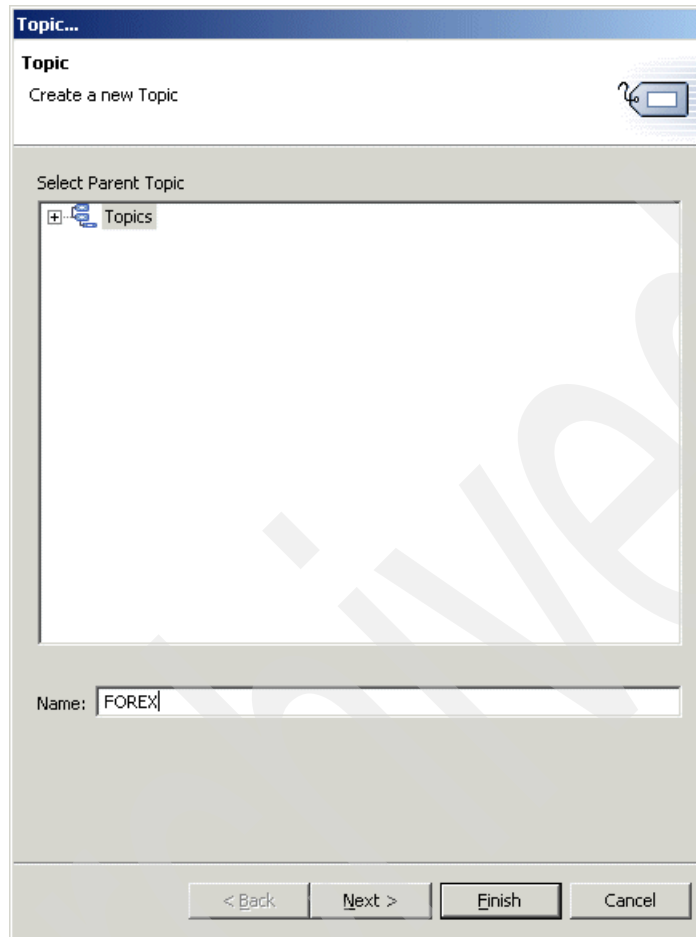 Topic...
Topic
Create a new Topic
Select Parent Topic
Topics
Name: FOREX
< Back Next > Finish Cancel